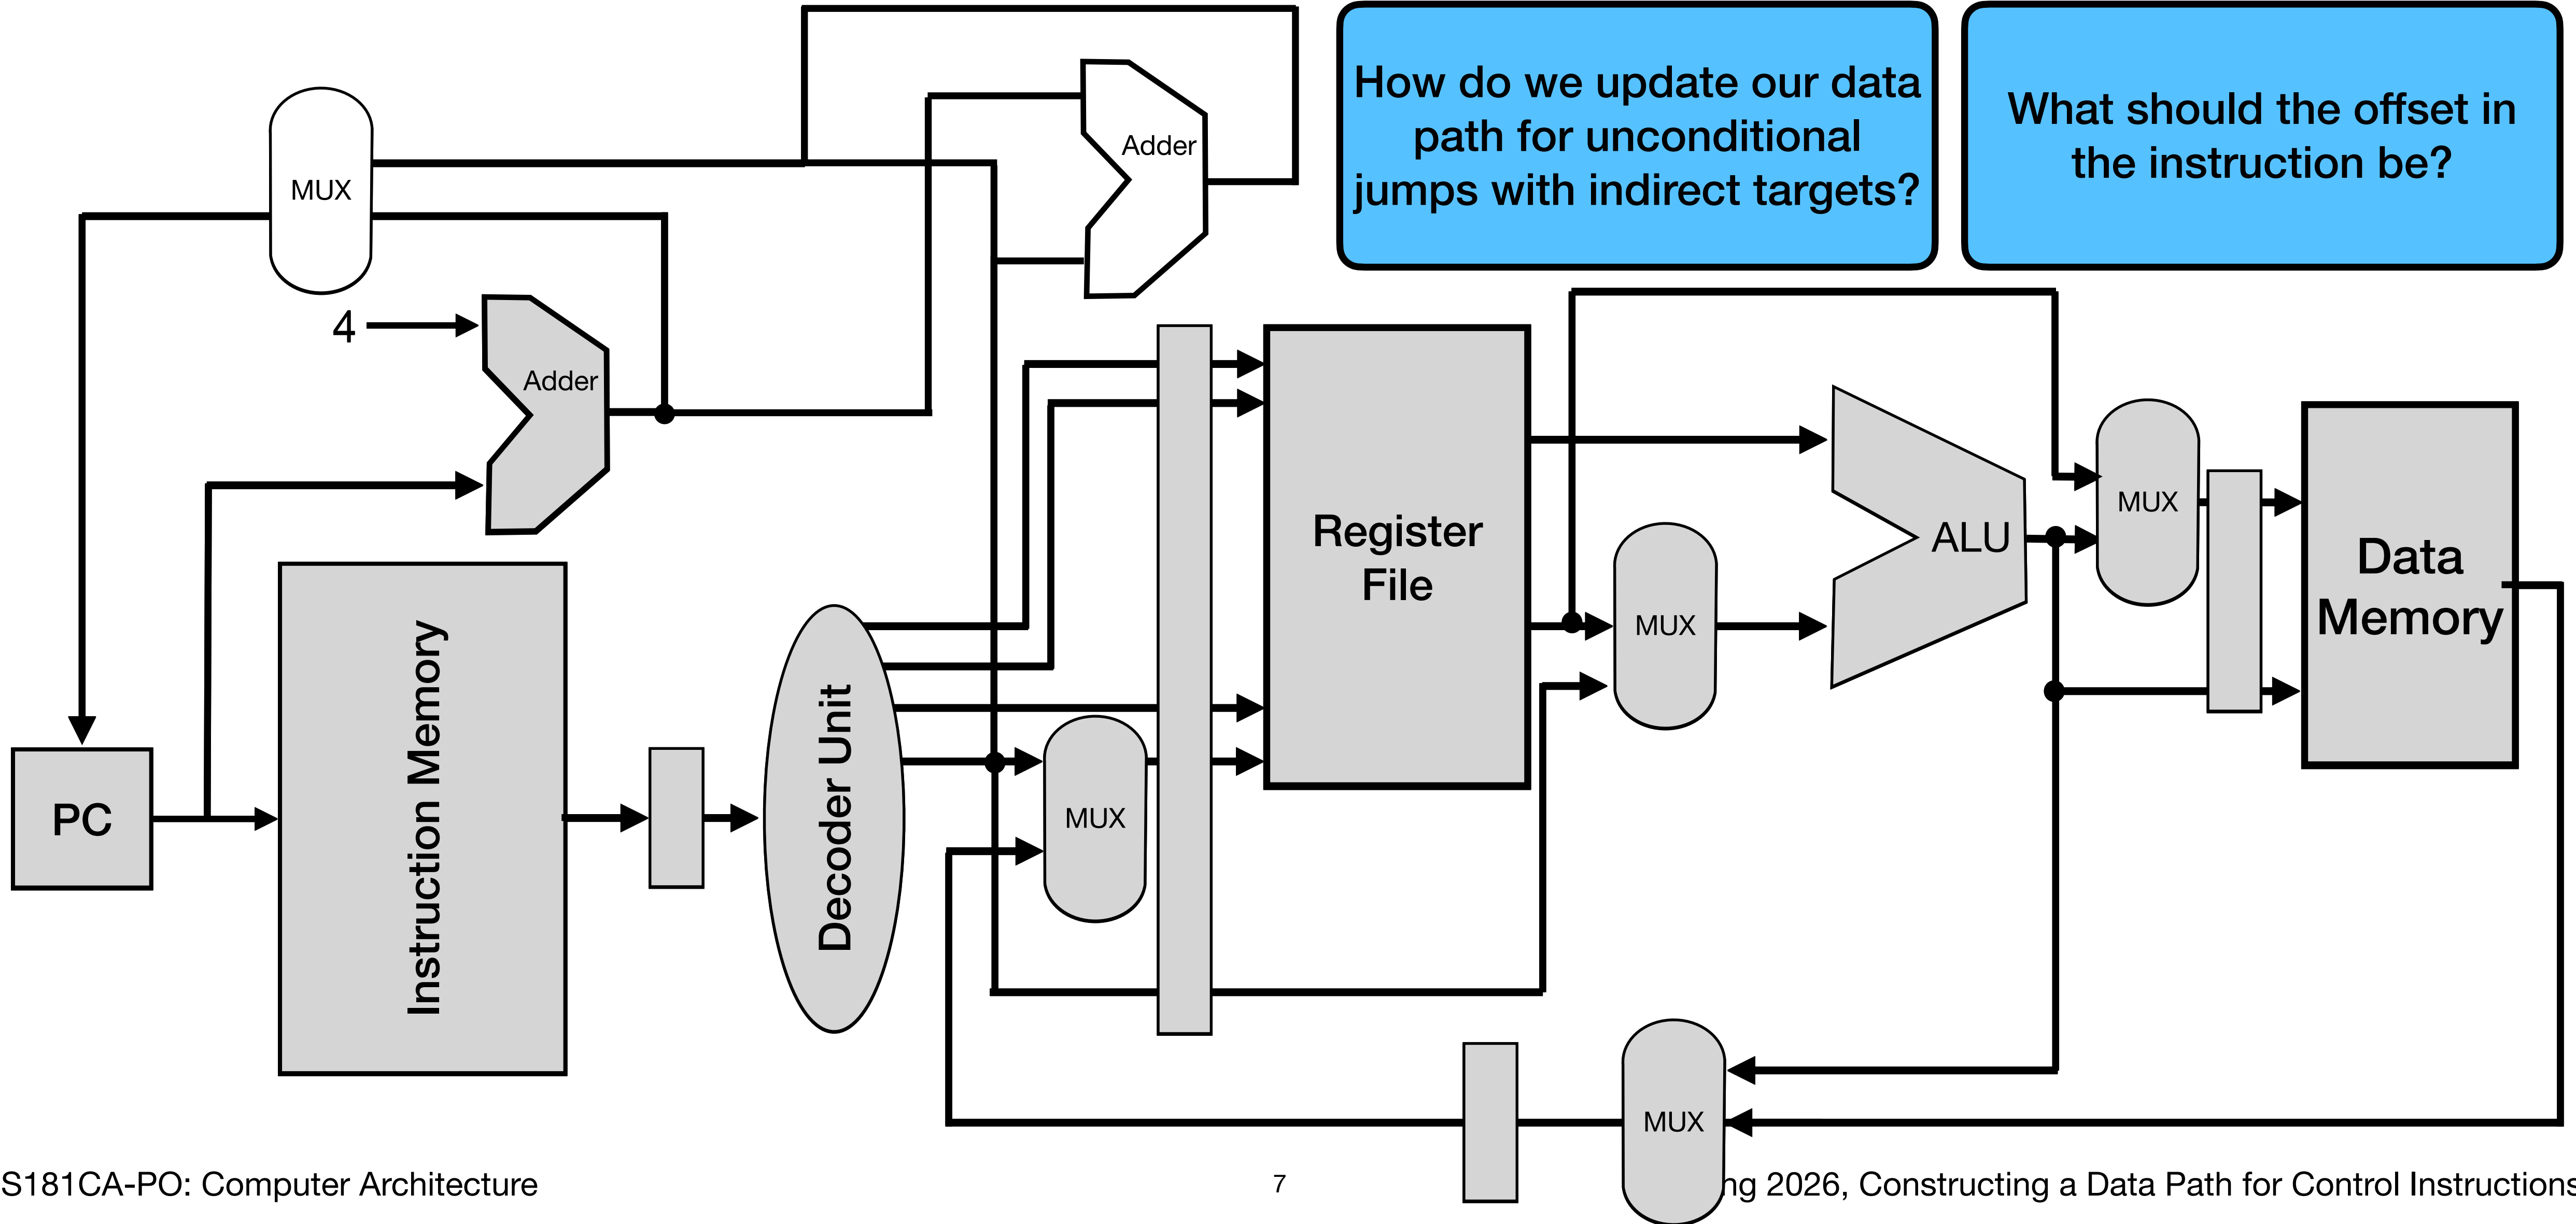 How do we update our data
path for unconditional
jumps with indirect targets?
What should the offset in
the instruction be?
Adder
MUX
4
Adder
MUX
Register
File
ALU
Data
Memory
MUX
Instruction Memory
Decoder Unit
PC
MUX
MUX
S181CA-PO: Computer Architecture
7
ng 2026, Constructing a Data Path for Control Instructions